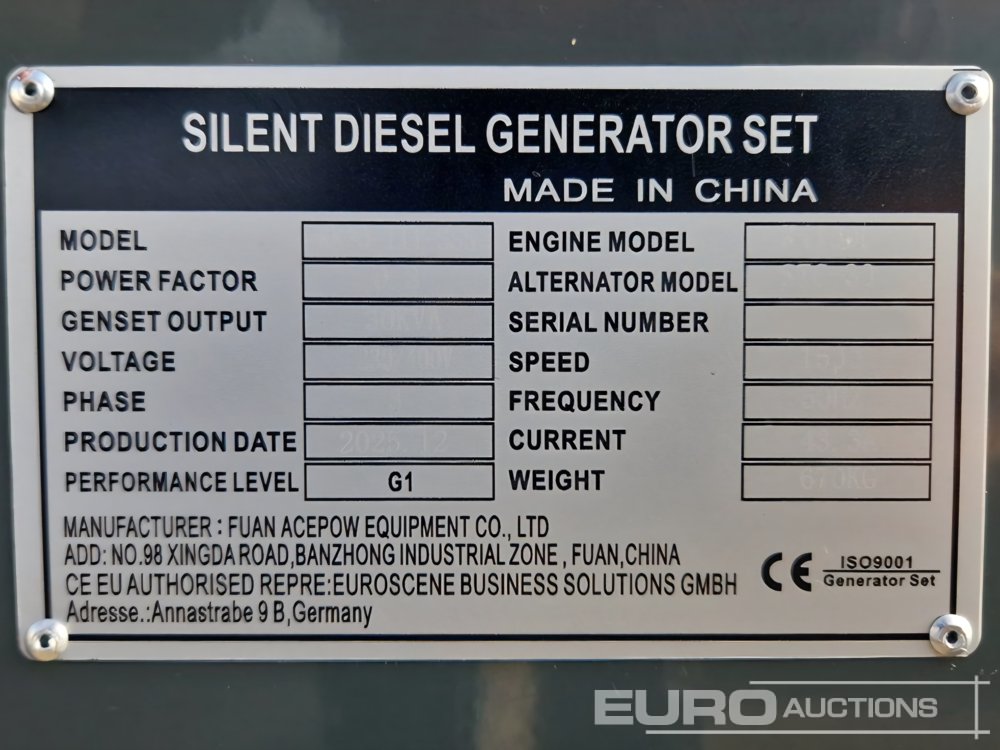 SILENT DIESEL GENERATOR SET
MADE IN CHINA
MODEL
POWER FACTOR
GENSET OUTPUT
VOLTAGE
PHASE
PRODUCTION DATE 2025.12
PERFORMANCE LEVEL G1
ENGINE MODEL
ALTERNATOR MODEL
SERIAL NUMBER
SPEED
FREQUENCY
CURRENT
WEIGHT 670KG
MANUFACTURER : FUAN ACEPOW EQUIPMENT CO., LTD
ADD: NO.98 XINGDA ROAD,BANZHONG INDUSTRIAL ZONE , FUAN,CHINA
CE EU AUTHORISED REPRE:EUROSCENE BUSINESS SOLUTIONS GMBH
Adresse.:Annastrabe 9 B,Germany
CE
ISO9001
Generator Set
EURO AUCTIONS